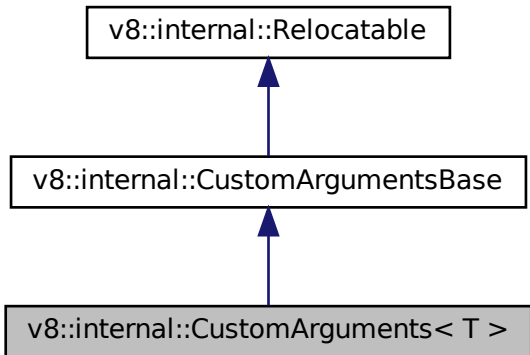 v8::internal::Relocatable
v8::internal::CustomArgumentsBase
v8::internal::CustomArguments< T >